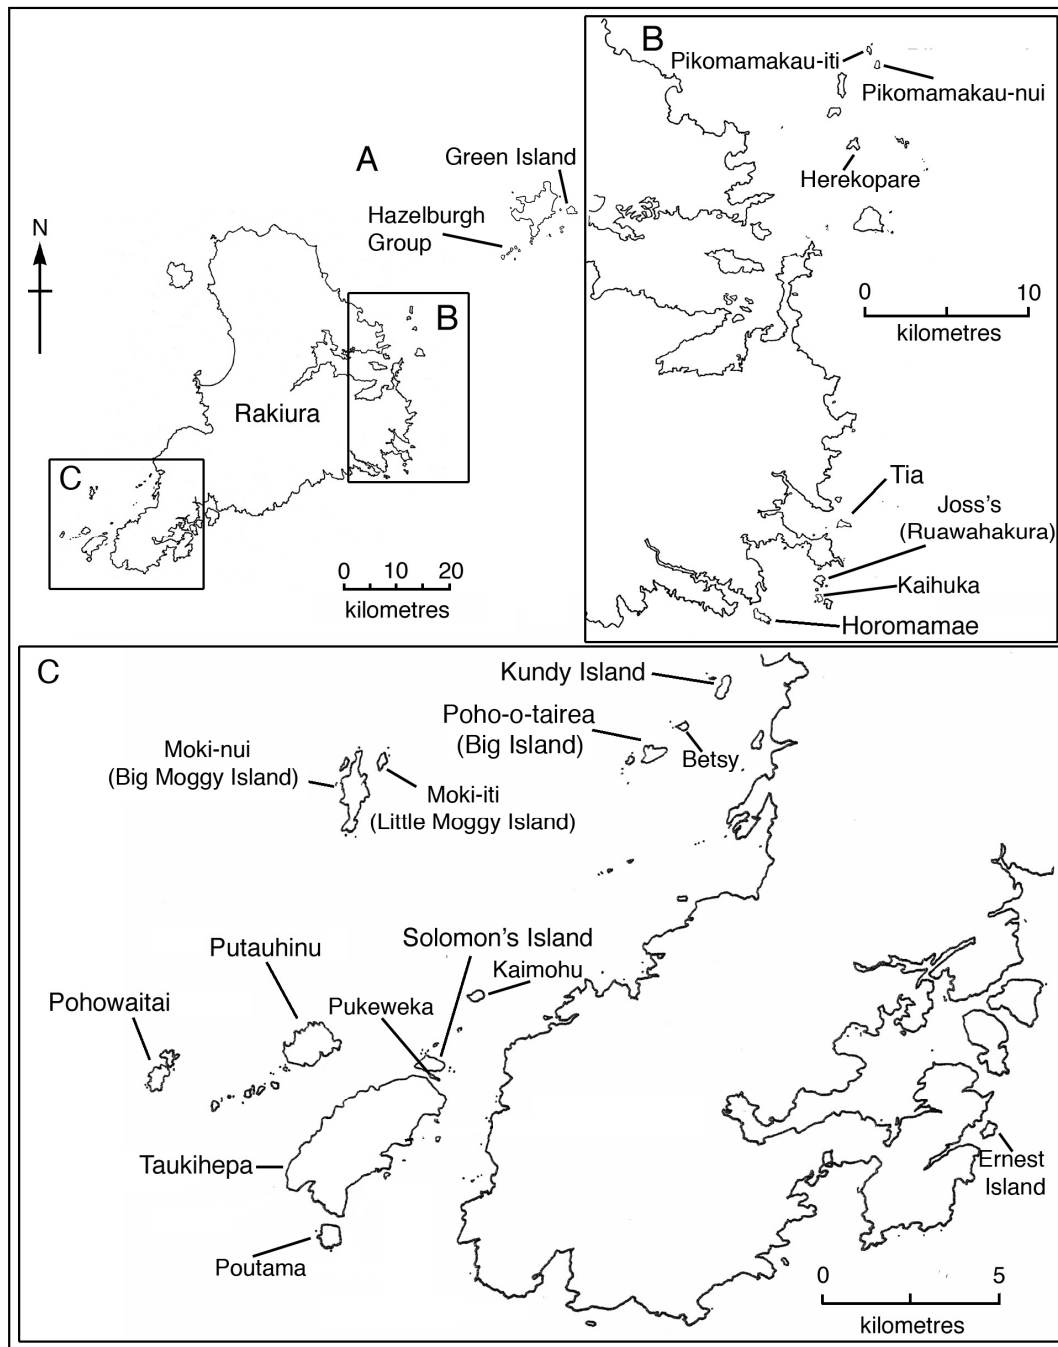 A
Green Island
Hazelburgh
Group
N
B
Rakiura
C
0 10 20
kilometres
B
Pikomamakau-iti
Pikomamakau-nui
Herekopare
0 10
kilometres
Tia
Joss's
(Ruawahakura)
Kaihuka
Horomamae
C
Kundy Island
Poho-o-tairea
(Big Island)
Betsy
Moki-nui
(Big Moggy Island)
Moki-iti
(Little Moggy Island)
Solomon's Island
Putauhinu
Kaimohu
Pohowaitai
Pukeweka
Taukihepa
Ernest
Island
Poutama
0 5
kilometres